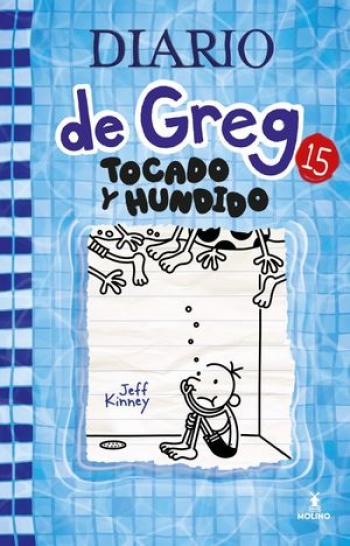 DIARIO
de Greg
15
TOCADO
Y HUNDIDO
Jeff
Kinney
MOLINO